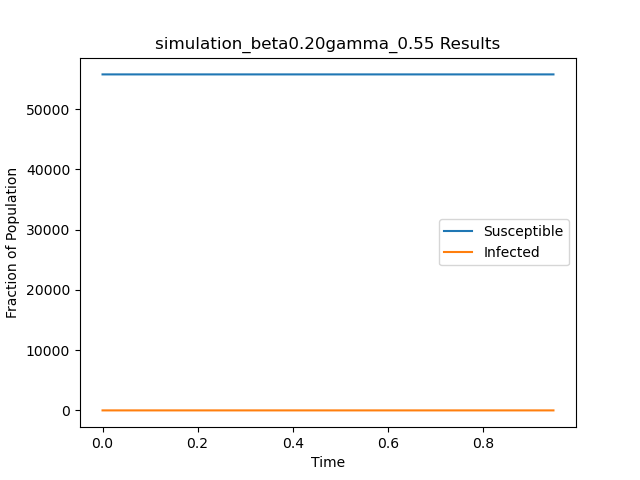 simulation_beta0.20gamma_0.55 Results
Fraction of Population
50000
40000
30000
20000
10000
0
Susceptible
Infected
0.0 0.2 0.4 0.6 0.8
Time